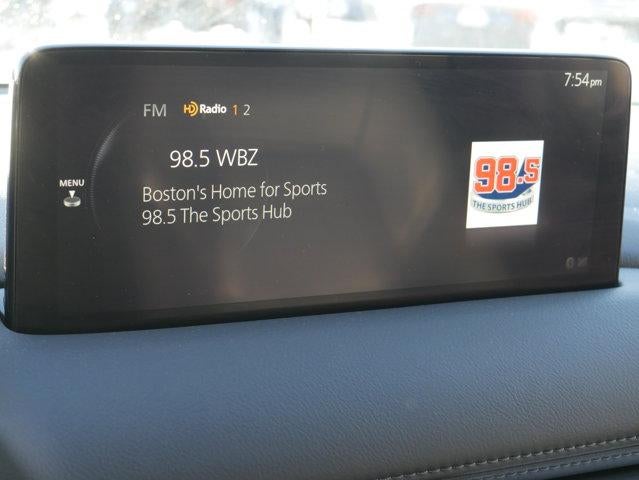 7:54pm
FM HD Radio 1 2
98.5 WBZ
MENU
Boston's Home for Sports
98.5 The Sports Hub
98.5
THE SPORTS HUB